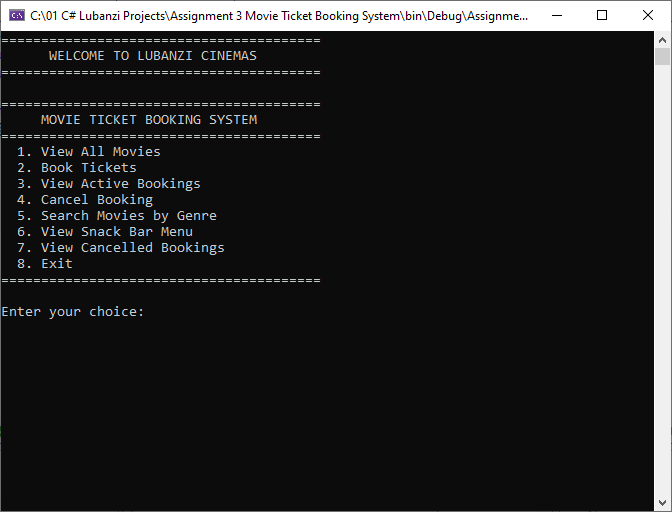 C:\01 C# Lubanzi Projects\Assignment 3 Movie Ticket Booking System\bin\Debug\Assignme...
========================================
WELCOME TO LUBANZI CINEMAS
========================================
========================================
MOVIE TICKET BOOKING SYSTEM
========================================
1. View All Movies
2. Book Tickets
3. View Active Bookings
4. Cancel Booking
5. Search Movies by Genre
6. View Snack Bar Menu
7. View Cancelled Bookings
8. Exit
========================================
Enter your choice: